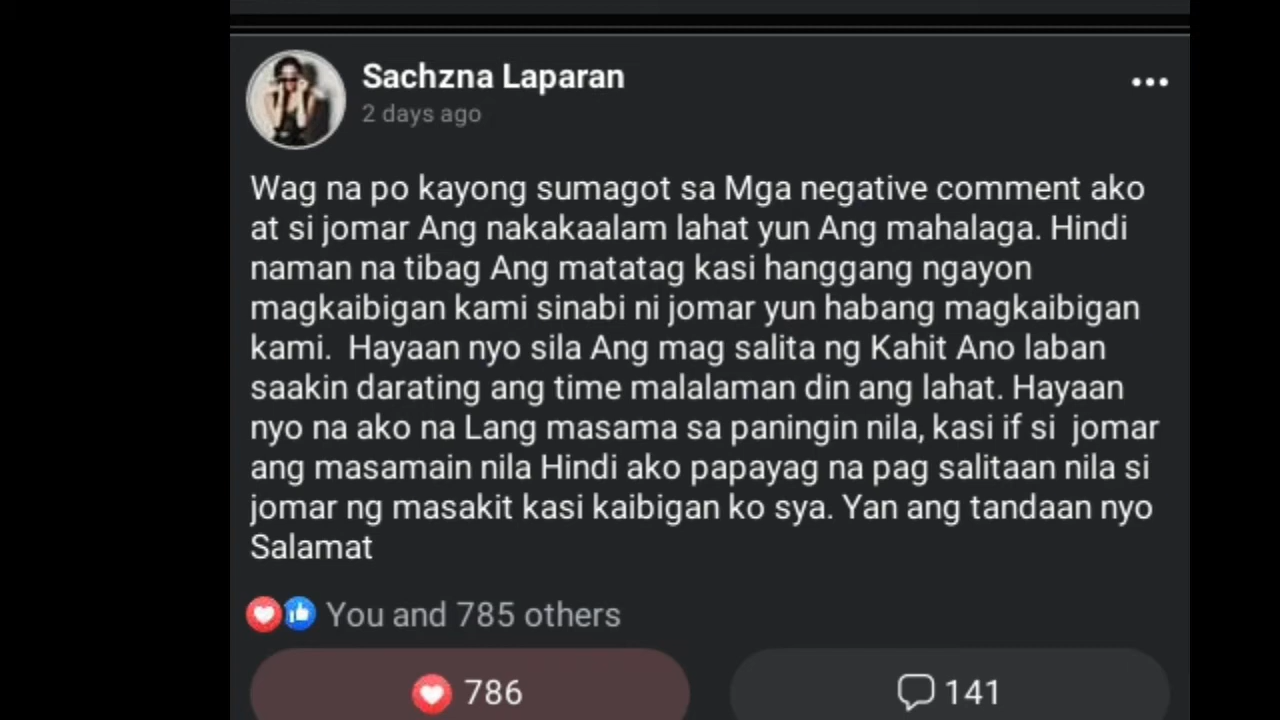 Sachzna Laparan
2 days ago
Wag na po kayong sumagot sa Mga negative comment ako
at si jomar Ang nakakaalam lahat yun Ang mahalaga. Hindi
naman na tibag Ang matatag kasi hanggang ngayon
magkaibigan kami sinabi ni jomar yun habang magkaibigan
kami.  Hayaan nyo sila Ang mag salita ng Kahit Ano laban
saakin darating ang time malalaman din ang lahat. Hayaan
nyo na ako na Lang masama sa paningin nila, kasi if si  jomar
ang masamain nila Hindi ako papayag na pag salitaan nila si
jomar ng masakit kasi kaibigan ko sya. Yan ang tandaan nyo
Salamat
You and 785 others
786
141